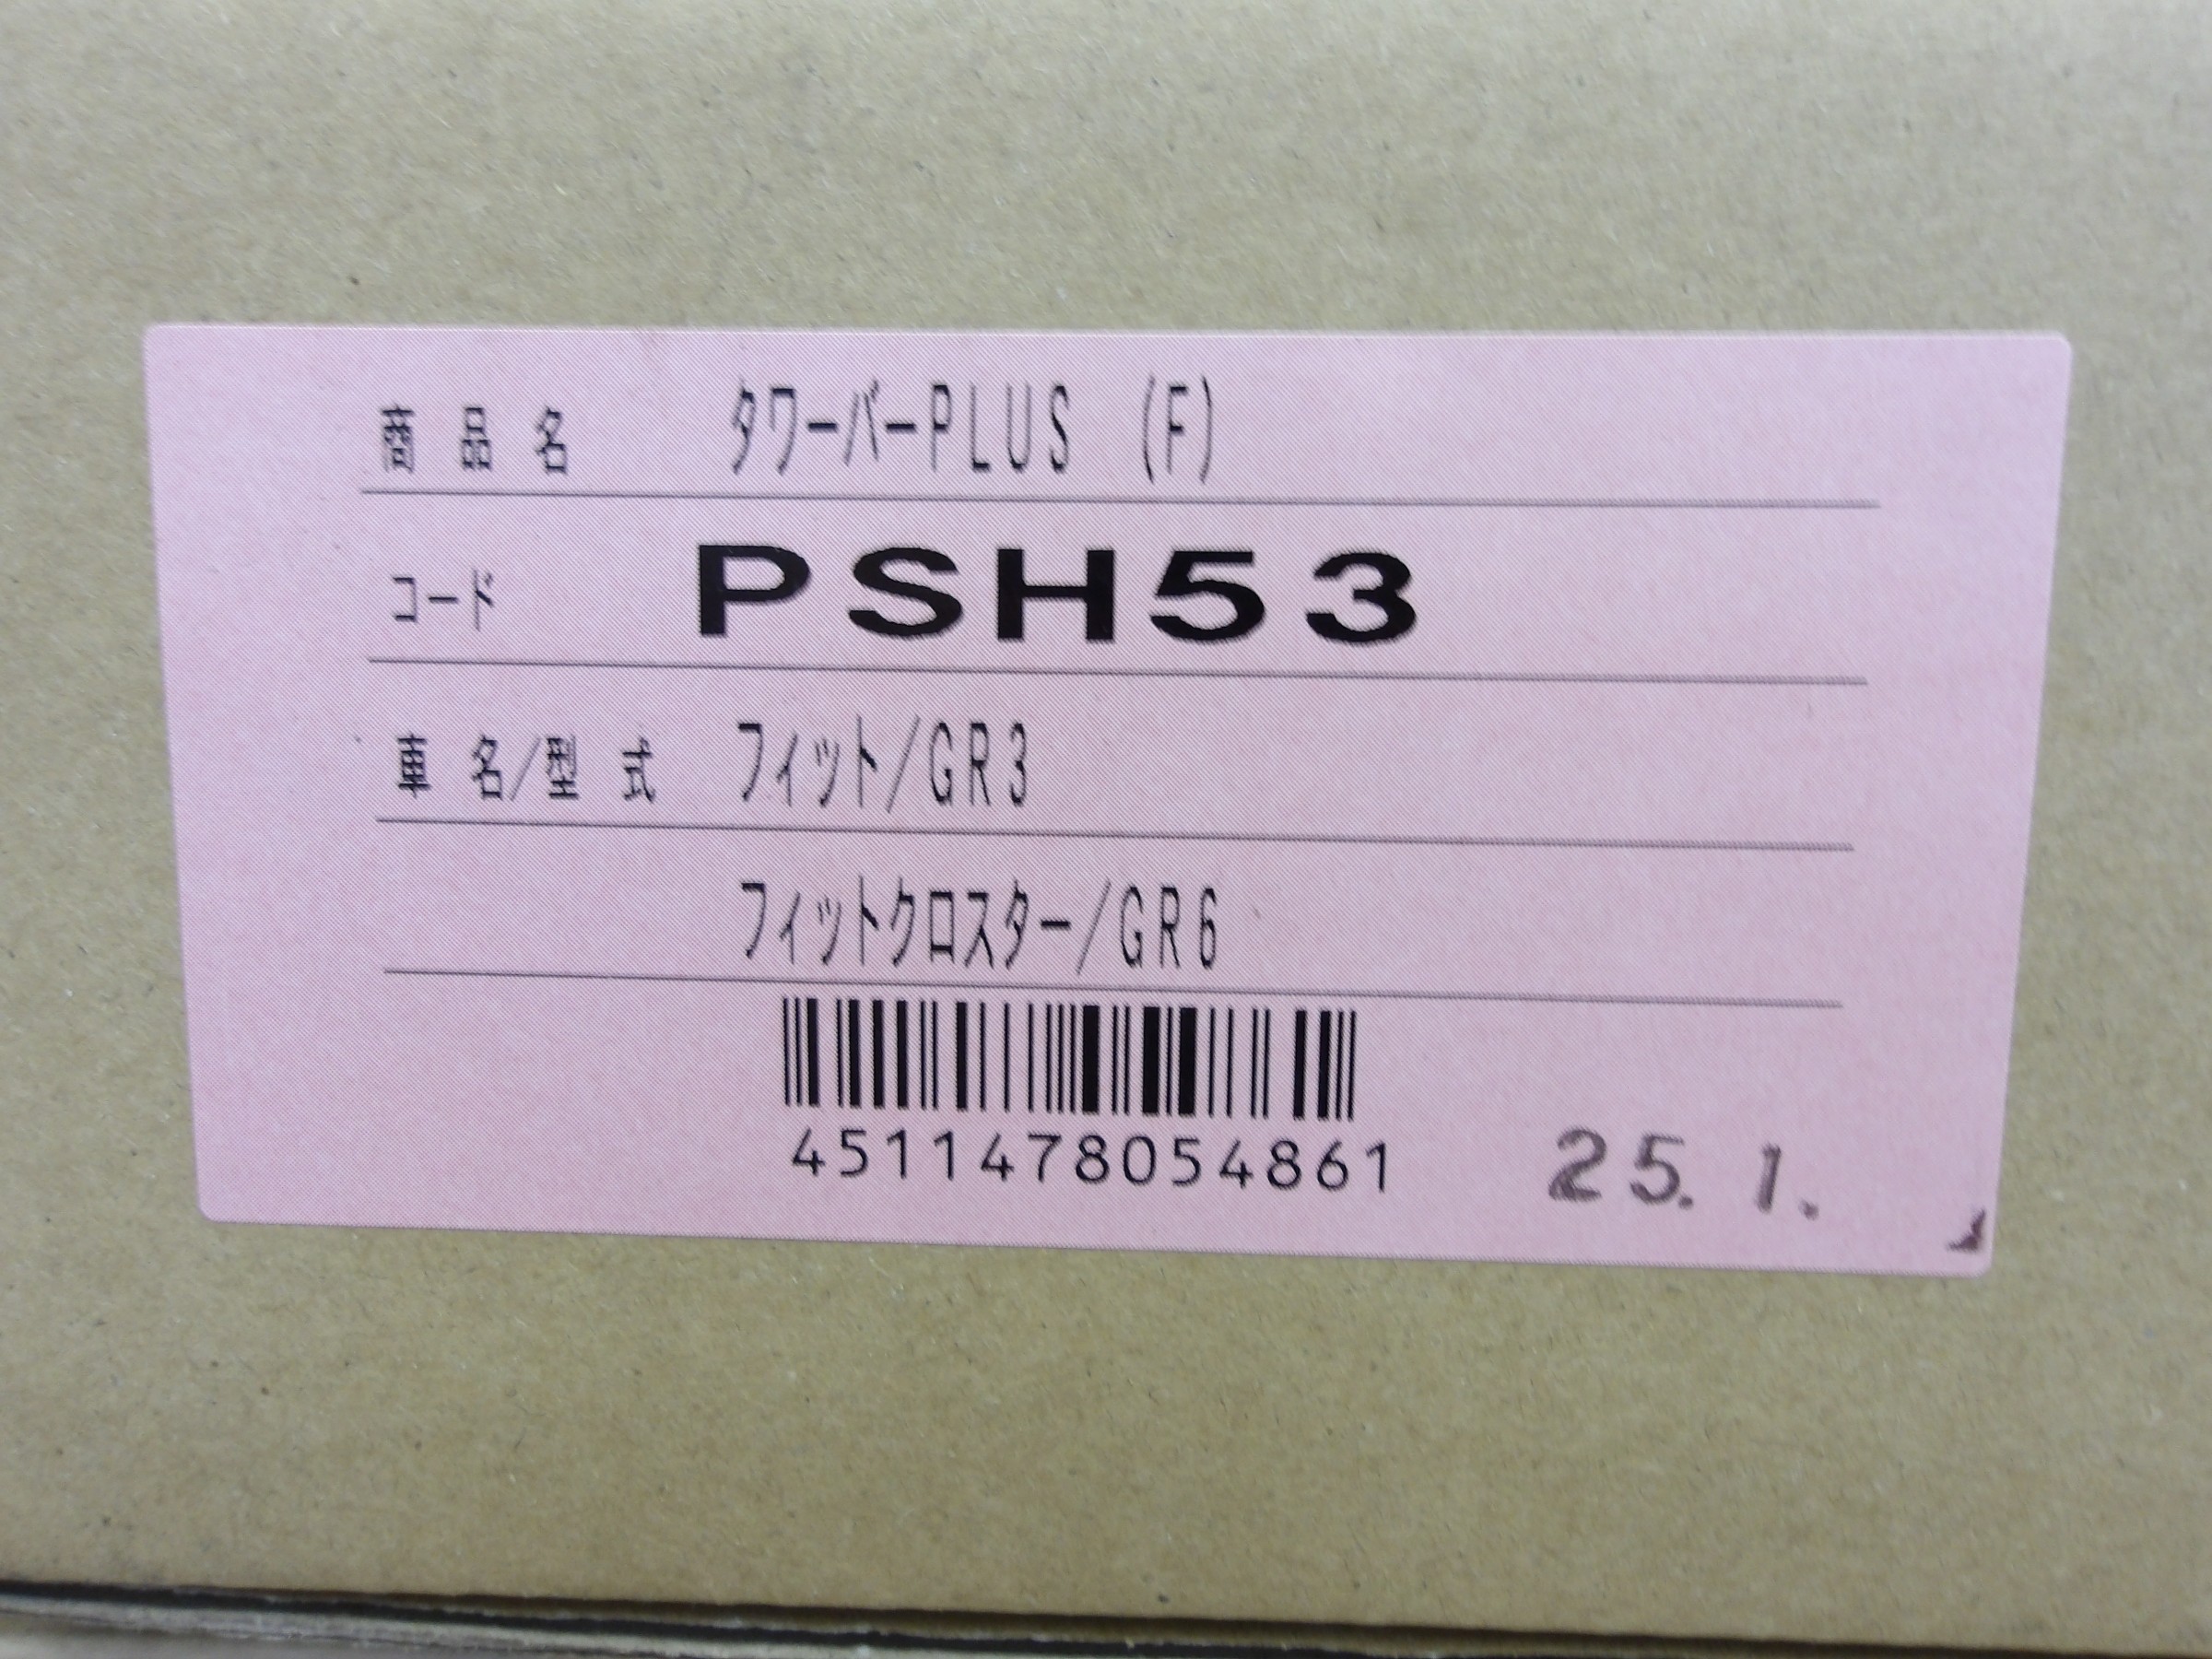 商品名 タワーバーPLUS (F)
コード PSH53
車名/型式 フィット/GR3
フィットクロスター/GR6
4511478054861
25. 1.